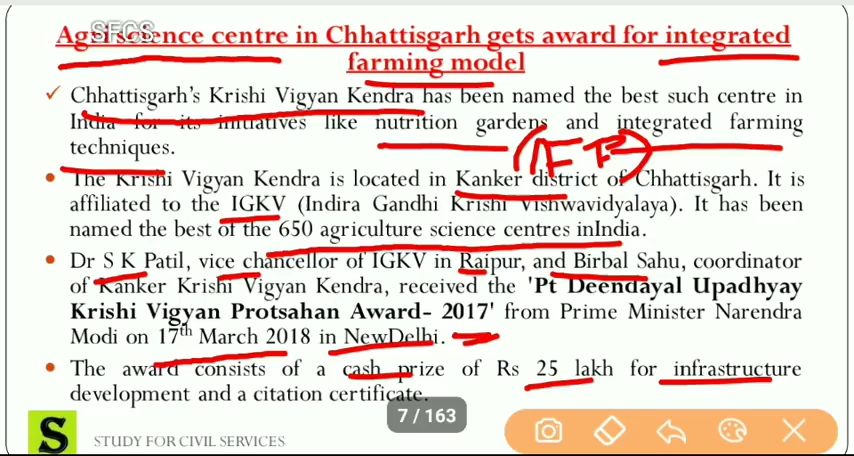 SFCS
Agriscience centre in Chhattisgarh gets award for integrated
farming model
Chhattisgarh's Krishi Vigyan Kendra has been named the best such centre in
India for its initiatives like nutrition gardens and integrated farming
techniques.
The Krishi Vigyan Kendra is located in Kanker district of Chhattisgarh. It is
affiliated to the IGKV (Indira Gandhi Krishi Vishwavidyalaya). It has been
named the best of the 650 agriculture science centres inIndia.
Dr S K Patil, vice chancellor of IGKV in Raipur, and Birbal Sahu, coordinator
of Kanker Krishi Vigyan Kendra, received the 'Pt Deendayal Upadhyay
Krishi Vigyan Protsahan Award- 2017' from Prime Minister Narendra
Modi on 17th March 2018 in NewDelhi.
The award consists of a cash prize of Rs 25 lakh for infrastructure
development and a citation certificate.
7 / 163
S
STUDY FOR CIVIL SERVICES